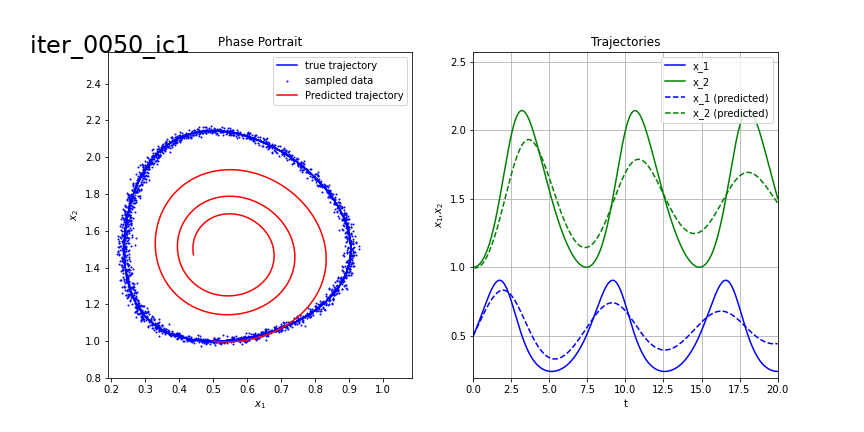 iter_0050_ic1
Phase Portrait
true trajectory
sampled data
Predicted trajectory
2.4
2.2
2.0
1.8
1.6
1.4
1.2
1.0
0.8
x₂
0.2 0.3 0.4 0.5 0.6 0.7 0.8 0.9 1.0
x₁
Trajectories
x_1
x_2
x_1 (predicted)
x_2 (predicted)
2.5
2.0
1.5
1.0
0.5
x₁,x₂
0.0 2.5 5.0 7.5 10.0 12.5 15.0 17.5 20.0
t